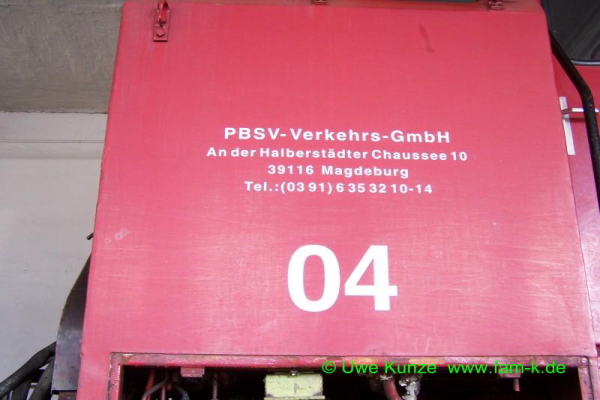 PBSV-Verkehrs-GmbH
An der Halberstädter Chaussee 10
39116 Magdeburg
Tel.:(03 91) 6 35 32 10-14
04
© Uwe Kunze www.fam-k.de